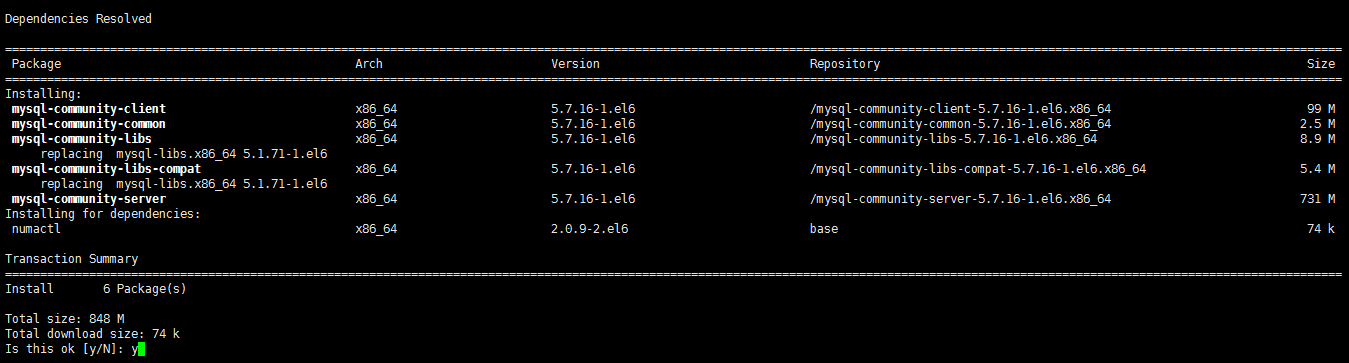 Dependencies Resolved
================================================================================
Package Arch Version Repository Size
================================================================================
Installing:
mysql-community-client x86_64 5.7.16-1.el6 /mysql-community-client-5.7.16-1.el6.x86_64 99 M
mysql-community-common x86_64 5.7.16-1.el6 /mysql-community-common-5.7.16-1.el6.x86_64 2.5 M
mysql-community-libs x86_64 5.7.16-1.el6 /mysql-community-libs-5.7.16-1.el6.x86_64 8.9 M
replacing mysql-libs.x86_64 5.1.71-1.el6
mysql-community-libs-compat x86_64 5.7.16-1.el6 /mysql-community-libs-compat-5.7.16-1.el6.x86_64 5.4 M
replacing mysql-libs.x86_64 5.1.71-1.el6
mysql-community-server x86_64 5.7.16-1.el6 /mysql-community-server-5.7.16-1.el6.x86_64 731 M
Installing for dependencies:
numactl x86_64 2.0.9-2.el6 base 74 k
Transaction Summary
================================================================================
Install 6 Package(s)
Total size: 848 M
Total download size: 74 k
Is this ok [y/N]: y